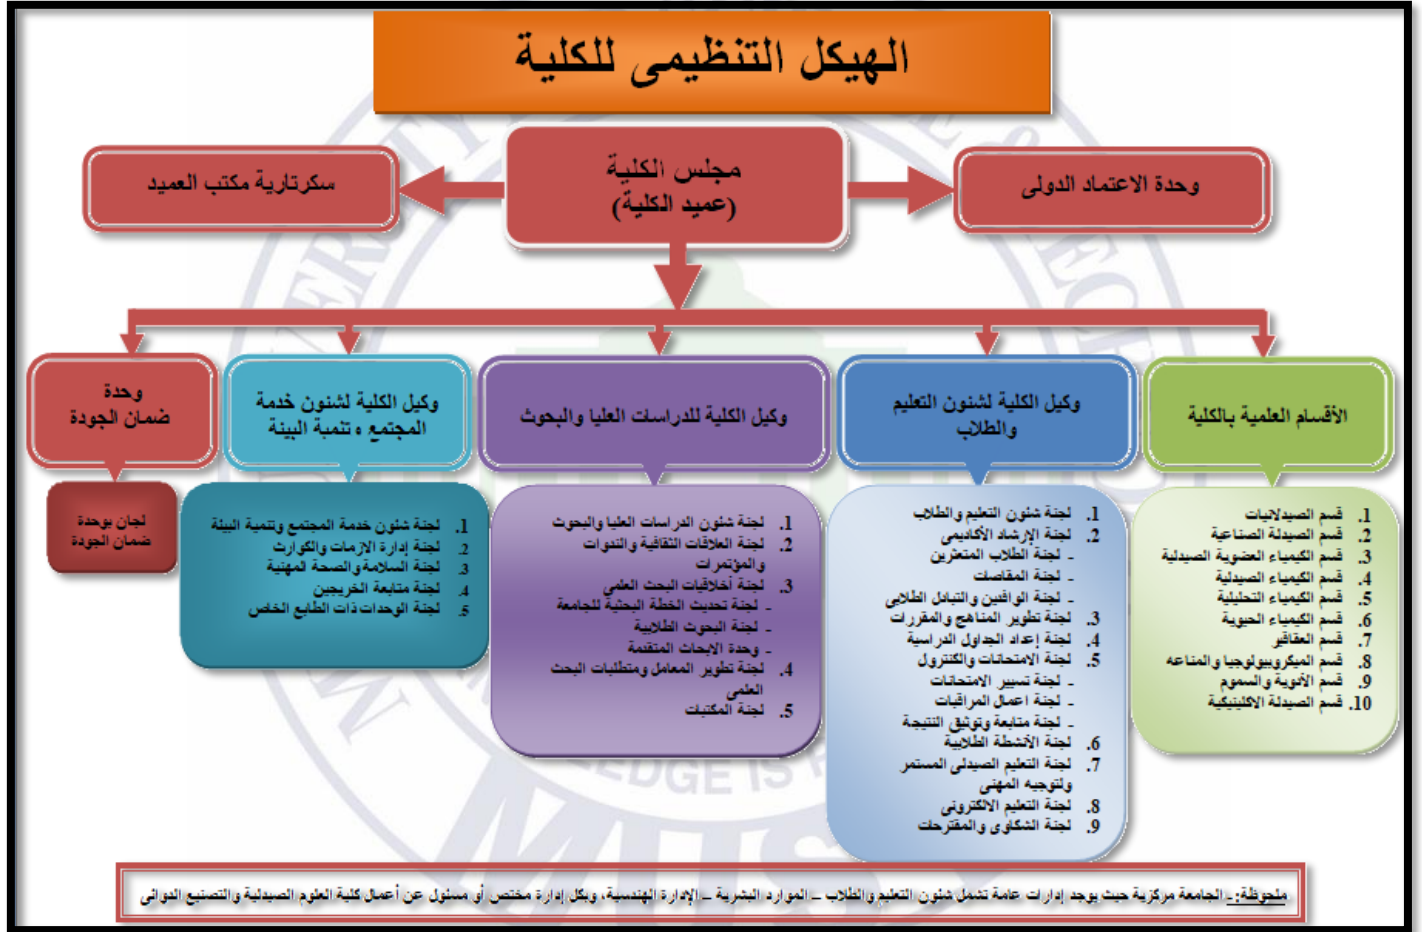 الهيكل التنظيمى للكلية
وحدة الاعتماد الدولى
مجلس الكلية
(عميد الكلية)
سكرتارية مكتب العميد
الأقسام العلمية بالكلية
1. قسم الصيدلانيات
2. قسم الصيدلة الصناعية
3. قسم الكيمياء العضوية الصيدلية
4. قسم الكيمياء الصيدلية
5. قسم الكيمياء التحليلية
6. قسم الكيمياء الحيوية
7. قسم العقاقير
8. قسم الميكروبيولوجيا والمناعه
9. قسم الأدوية والسموم
10. قسم الصيدلة الاكلينيكية
وكيل الكلية لشئون التعليم
والطلاب
1. لجنة شئون التعليم والطلاب
2. لجنة الإرشاد الأكاديمى
- لجنة الطلاب المتعثرين
- لجنة المقاصات
- لجنة الوافدين والتبادل الطلابى
3. لجنة تطوير المناهج والمقررات
4. لجنة إعداد الجداول الدراسية
5. لجنة الامتحانات والكنترول
- لجنة تسيير الامتحانات
- لجنة اعمال المراقبات
- لجنة متابعة وتوثيق النتيجة
6. لجنة الأنشطة الطلابية
7. لجنة التعليم الصيدلى المستمر
ولتوجيه المهنى
8. لجنة التعليم الالكترونى
9. لجنة الشكاوى والمقترحات
وكيل الكلية للدراسات العليا والبحوث
1. لجنة شئون الدراسات العليا والبحوث
2. لجنة العلاقات الثقافية والندوات
والمؤتمرات
3. لجنة أخلاقيات البحث العلمى
- لجنة تحديث الخطة البحثية للجامعة
- لجنة البحوث الطلابية
- وحدة الابحاث المتقدمة
4. لجنة تطوير المعامل ومتطلبات البحث
العلمى
5. لجنة المكتبات
وكيل الكلية لشئون خدمة
المجتمع وتنمية البيئة
1. لجنة شئون خدمة المجتمع وتنمية البيئة
2. لجنة إدارة الازمات والكوارث
3. لجنة السلامة والصحة المهنية
4. لجنة متابعة الخريجين
5. لجنة الوحدات ذات الطابع الخاص
وحدة
ضمان الجودة
لجان بوحدة
ضمان الجودة
ملحوظة:- الجامعة مركزية حيث يوجد إدارات عامة تشمل شئون التعليم والطلاب – الموارد البشرية – الإدارة الهندسية، وبكل إدارة مختص أو مسئول عن أعمال كلية العلوم الصيدلية والتصنيع الدوائى
MUST